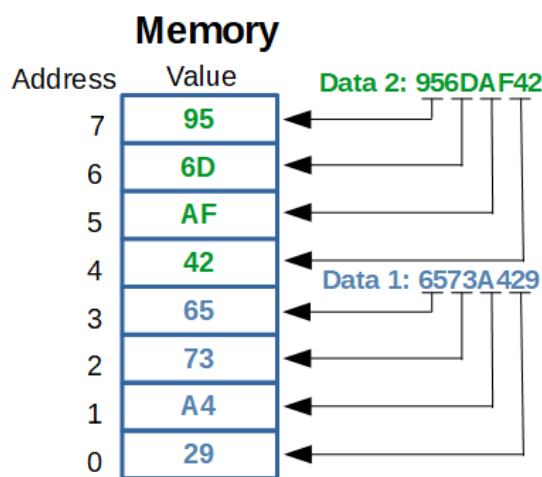 Memory
Address Value
Data 2: 956DAF42
7 95
6 6D
5 AF
4 42
Data 1: 6573A429
3 65
2 73
1 A4
0 29